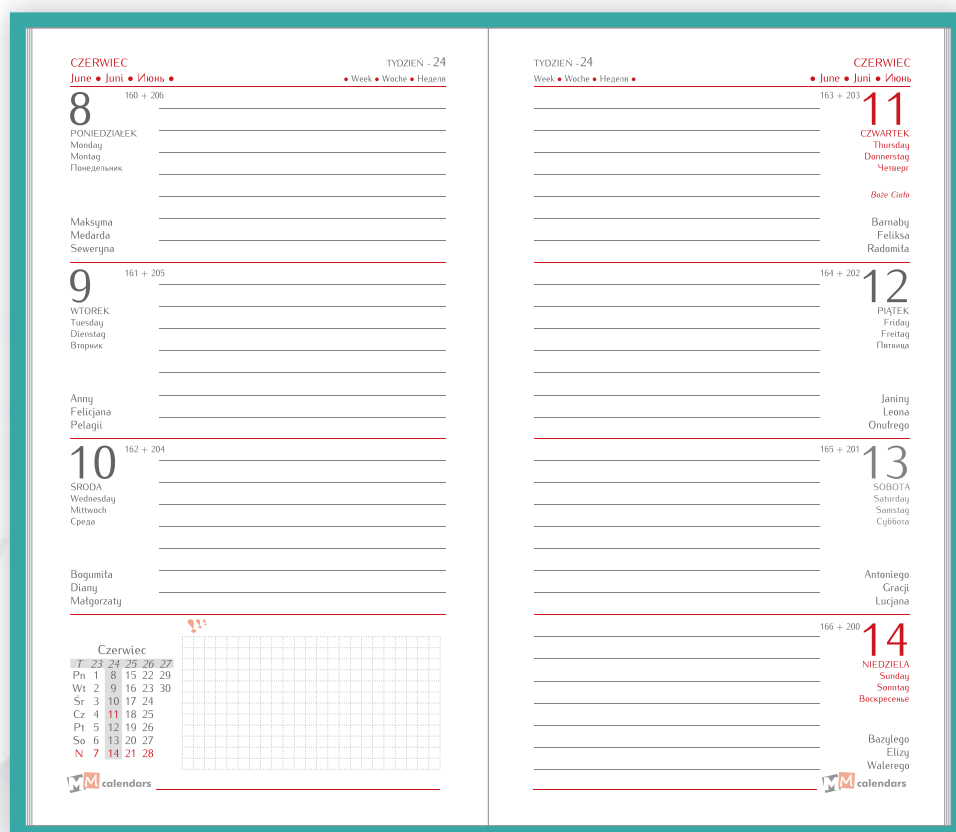 CZERWIEC
June • Juni • Июнь •
TYDZIEŃ - 24
• Week • Woche • Неделя
8
160 + 206
PONIEDZIAŁEK
Monday
Montag
Понедельник
Maksyma
Medarda
Seweryna
9
161 + 205
WTOREK
Tuesday
Dienstag
Вторник
Anny
Felicjana
Pelagii
10
162 + 204
ŚRODA
Wednesday
Mittwoch
Среда
Bogumiła
Diany
Małgorzaty
!!!
Czerwiec
T 23 24 25 26 27
Pn 1 8 15 22 29
Wt 2 9 16 23 30
Śr 3 10 17 24
Cz 4 11 18 25
Pt 5 12 19 26
So 6 13 20 27
N 7 14 21 28
MM calendars
TYDZIEŃ - 24
Week • Woche • Неделя •
CZERWIEC
• June • Juni • Июнь
163 + 203
11
CZWARTEK
Thursday
Donnerstag
Четверг
Boże Ciało
Barnaby
Feliksa
Radomiła
164 + 202
12
PIĄTEK
Friday
Freitag
Пятница
Janiny
Leona
Onufrego
165 + 201
13
SOBOTA
Saturday
Samstag
Суббота
Antoniego
Gracji
Lucjana
166 + 200
14
NIEDZIELA
Sunday
Sonntag
Воскресенье
Bazylego
Elizy
Walerego
MM calendars